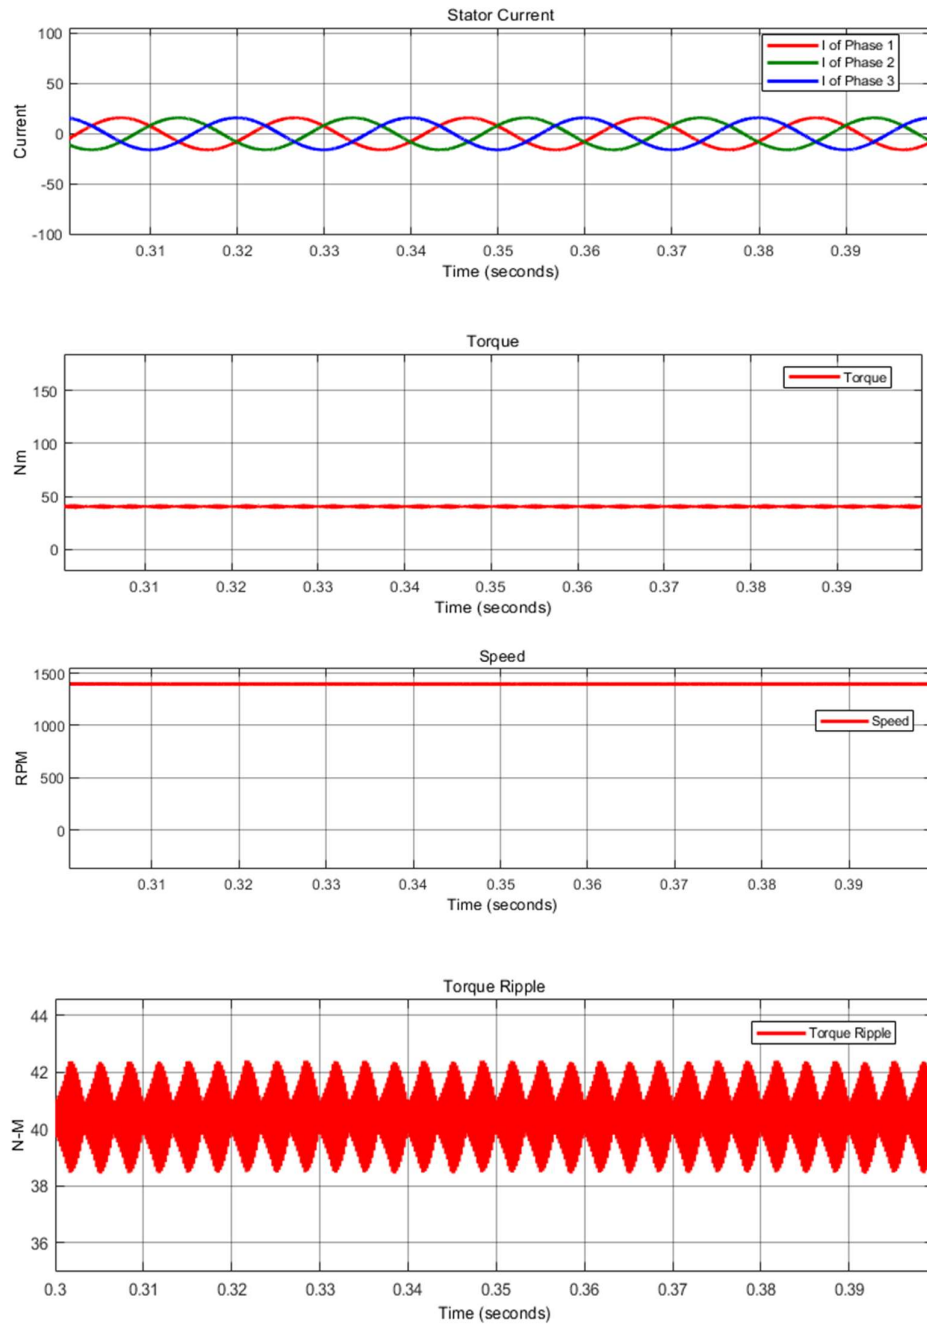 Stator Current
100
50
0
-50
-100
Current
I of Phase 1
I of Phase 2
I of Phase 3
0.31 0.32 0.33 0.34 0.35 0.36 0.37 0.38 0.39
Time (seconds)
Torque
150
100
50
0
Nm
Torque
0.31 0.32 0.33 0.34 0.35 0.36 0.37 0.38 0.39
Time (seconds)
Speed
1500
1000
500
0
RPM
Speed
0.31 0.32 0.33 0.34 0.35 0.36 0.37 0.38 0.39
Time (seconds)
Torque Ripple
44
42
40
38
36
N-M
Torque Ripple
0.3 0.31 0.32 0.33 0.34 0.35 0.36 0.37 0.38 0.39
Time (seconds)